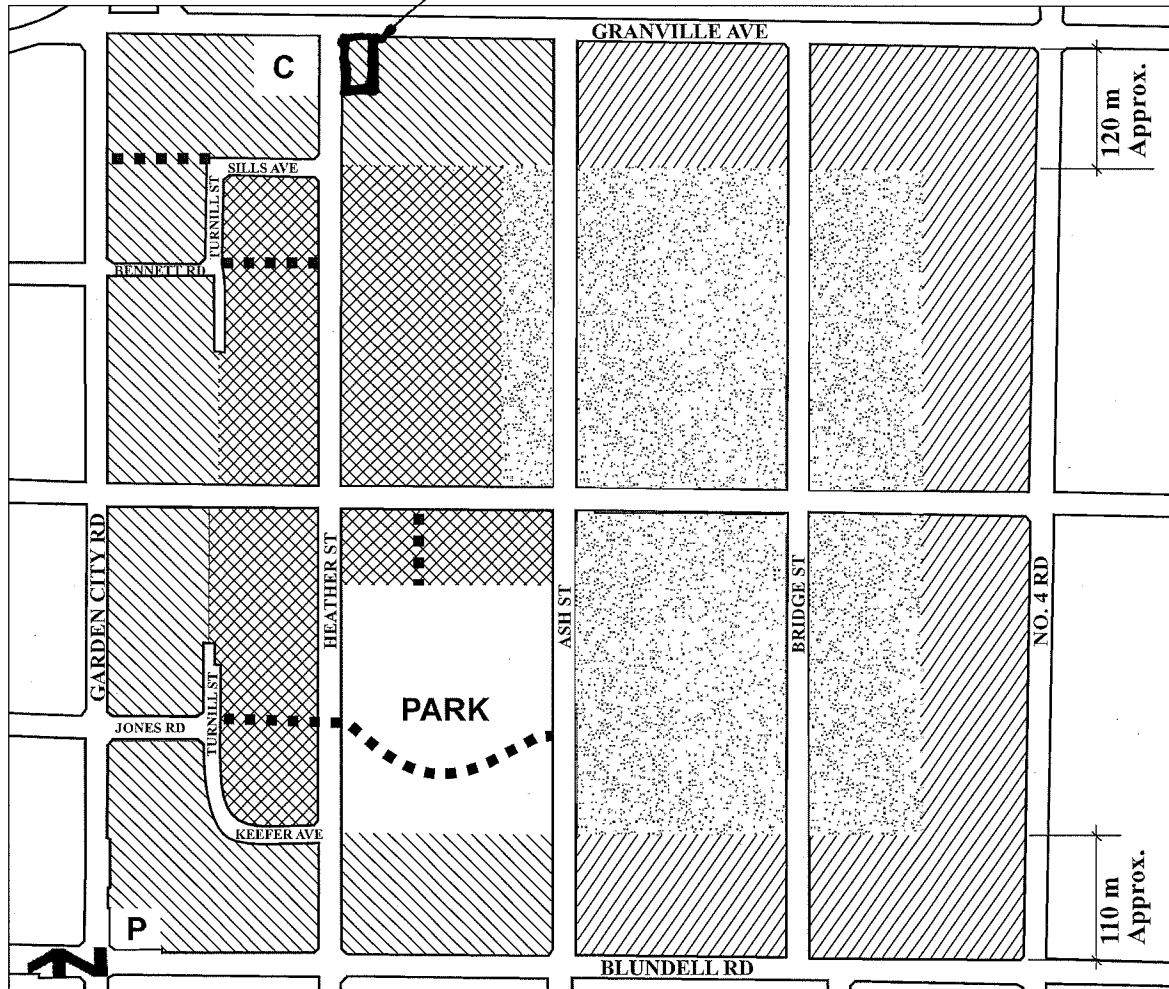 GRANVILLE AVE
C
120 m
Approx.
SILLS AVE
TURNILL ST
BENNETT RD
GARDEN CITY RD
HEATHER ST
ASH ST
BRIDGE ST
NO. 4 RD
PARK
JONES RD
TURNILL ST
KEEFER AVE
110 m
Approx.
P
N
BLUNDELL RD